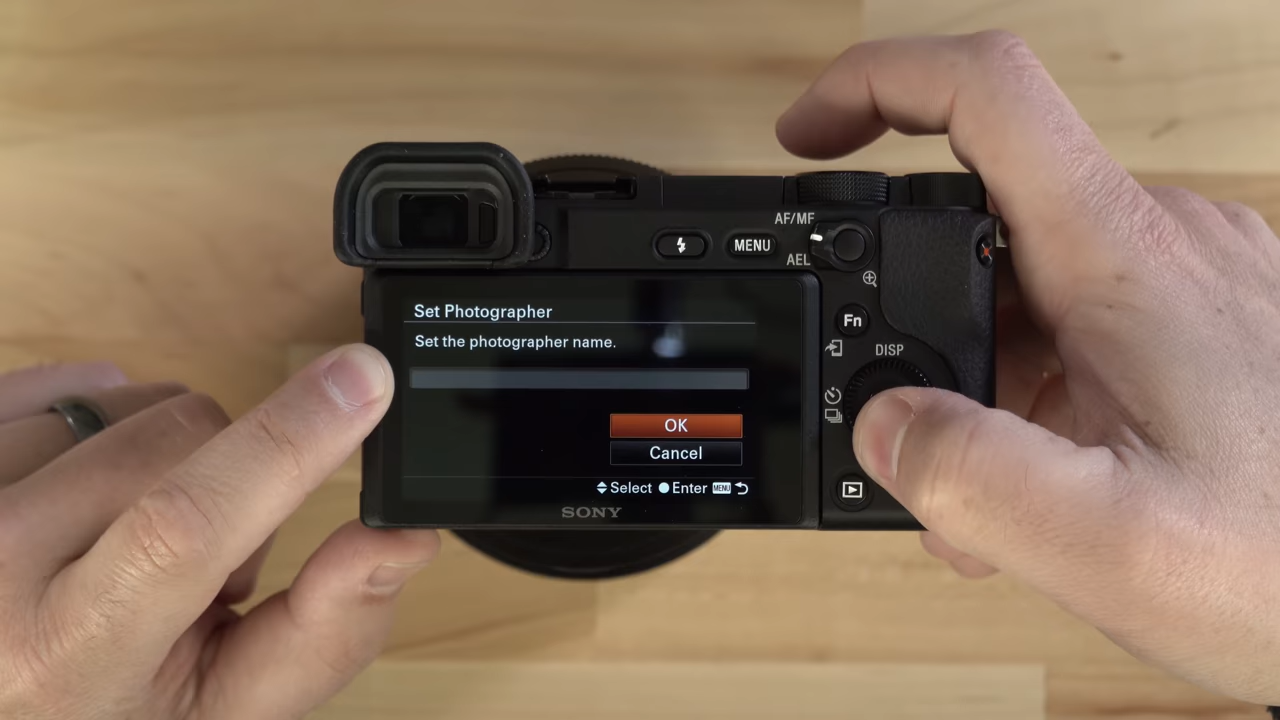 AF/MF
MENU
AEL
Fn
DISP
Set Photographer
Set the photographer name.
OK
Cancel
Select Enter MENU
SONY